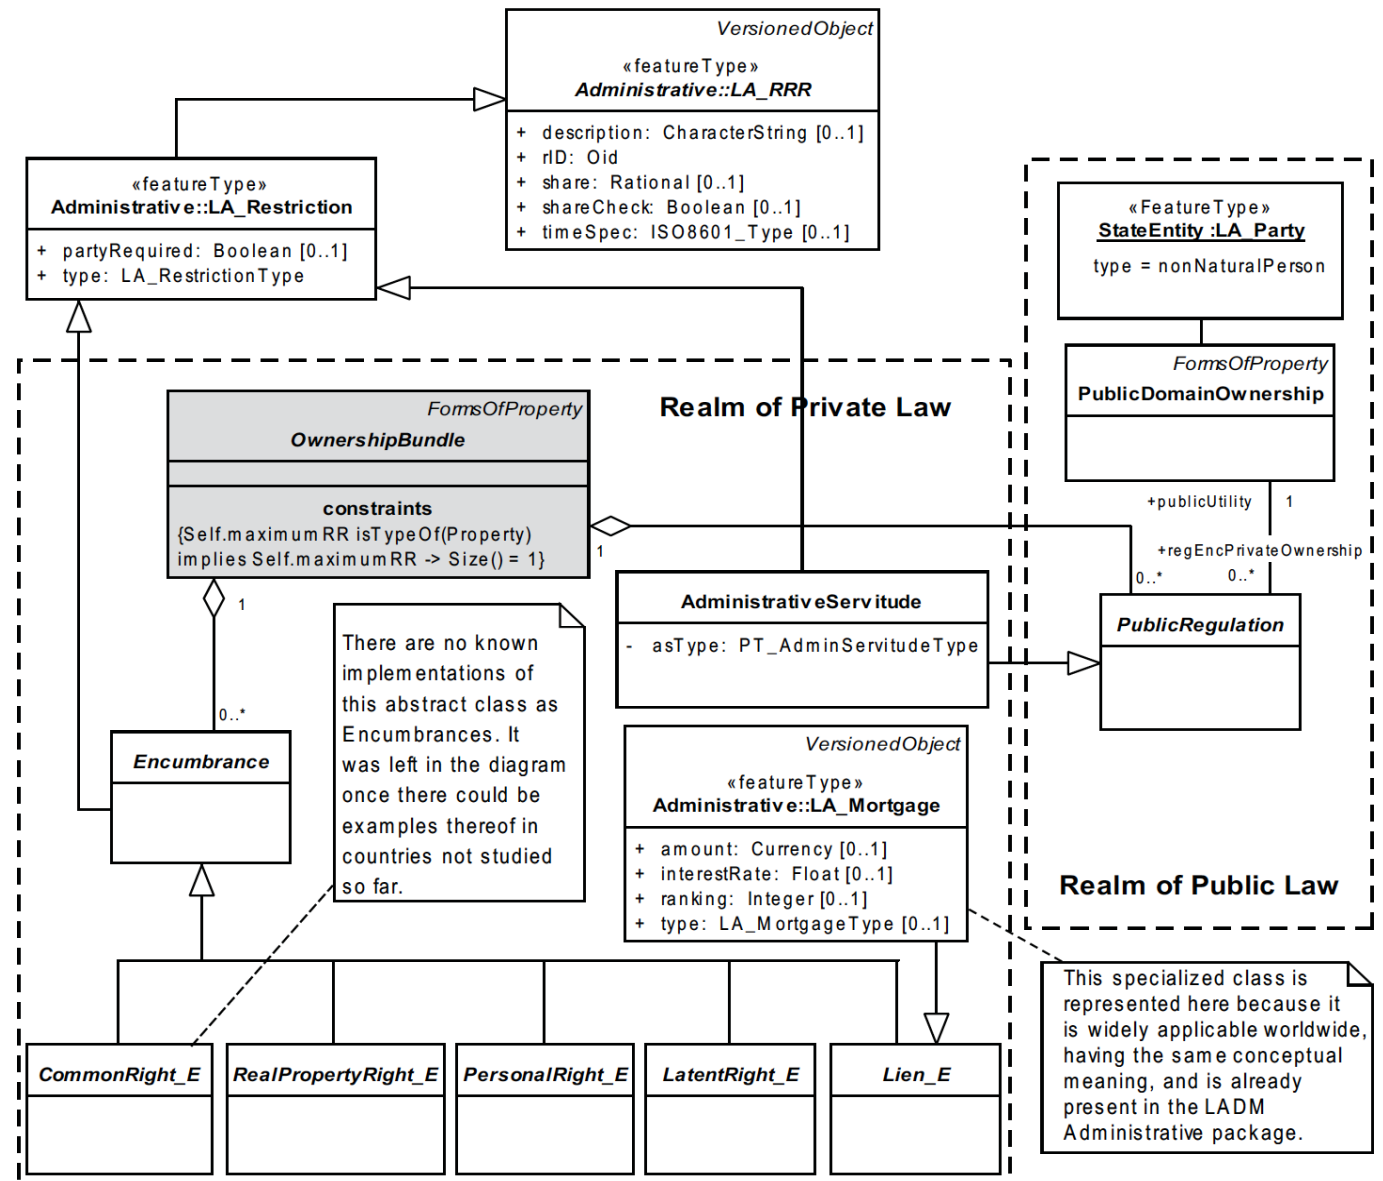 VersionedObject
«featureType»
Administrative::LA_RRR
+ description: CharacterString [0..1]
+ rID: Oid
+ share: Rational [0..1]
+ shareCheck: Boolean [0..1]
+ timeSpec: ISO8601_Type [0..1]
«featureType»
Administrative::LA_Restriction
+ partyRequired: Boolean [0..1]
+ type: LA_RestrictionType
«FeatureType»
StateEntity :LA_Party
type = nonNaturalPerson
FormsOfProperty
PublicDomainOwnership
Realm of Private Law
FormsOfProperty
OwnershipBundle
constraints
{Self.maximumRR isTypeOf(Property)
implies Self.maximumRR -> Size() = 1}
1
1
+publicUtility
1
+regEncPrivateOwnership
0..*
0..*
AdministrativeServitude
- asType: PT_AdminServitudeType
PublicRegulation
There are no known
implementations of
this abstract class as
Encumbrances. It
was left in the diagram
once there could be
examples thereof in
countries not studied
so far.
0..*
Encumbrance
VersionedObject
«featureType»
Administrative::LA_Mortgage
+ amount: Currency [0..1]
+ interestRate: Float [0..1]
+ ranking: Integer [0..1]
+ type: LA_MortgageType [0..1]
Realm of Public Law
This specialized class is
represented here because it
is widely applicable worldwide,
having the same conceptual
meaning, and is already
present in the LADM
Administrative package.
CommonRight_E
RealPropertyRight_E
PersonalRight_E
LatentRight_E
Lien_E